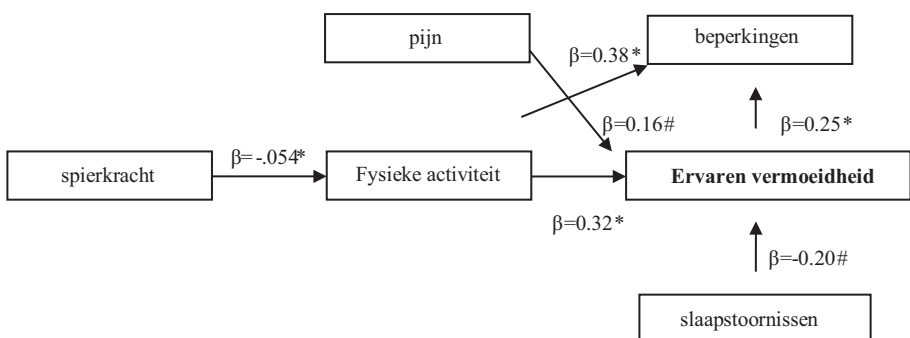 pijn
beperkingen
β=0.38*
β=0.16#
β=0.25*
spierkracht
β=-.054*
Fysieke activiteit
Ervaren vermoeidheid
β=0.32*
β=-0.20#
slaapstoornissen